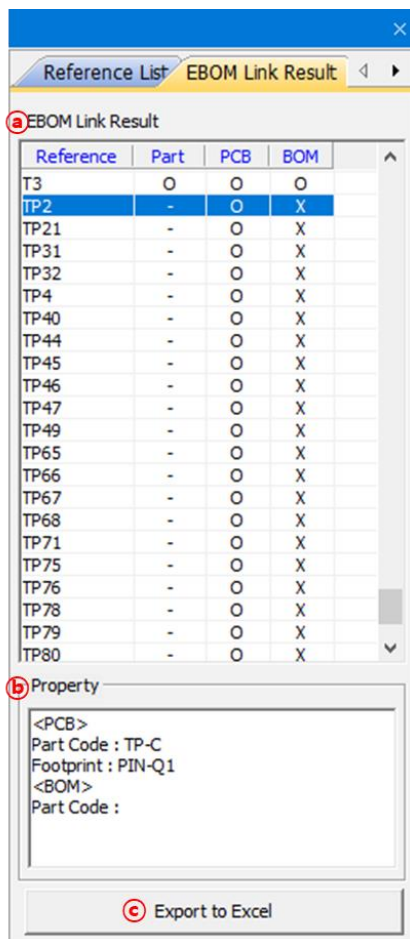 Reference List EBOM Link Result
ⓐ EBOM Link Result
Reference Part PCB BOM
T3 O O O
TP2 - O X
TP21 - O X
TP31 - O X
TP32 - O X
TP4 - O X
TP40 - O X
TP44 - O X
TP45 - O X
TP46 - O X
TP47 - O X
TP49 - O X
TP65 - O X
TP66 - O X
TP67 - O X
TP68 - O X
TP71 - O X
TP75 - O X
TP76 - O X
TP78 - O X
TP79 - O X
TP80 - O X
ⓑ Property
<PCB>
Part Code : TP-C
Footprint : PIN-Q1
<BOM>
Part Code :
ⓒ Export to Excel